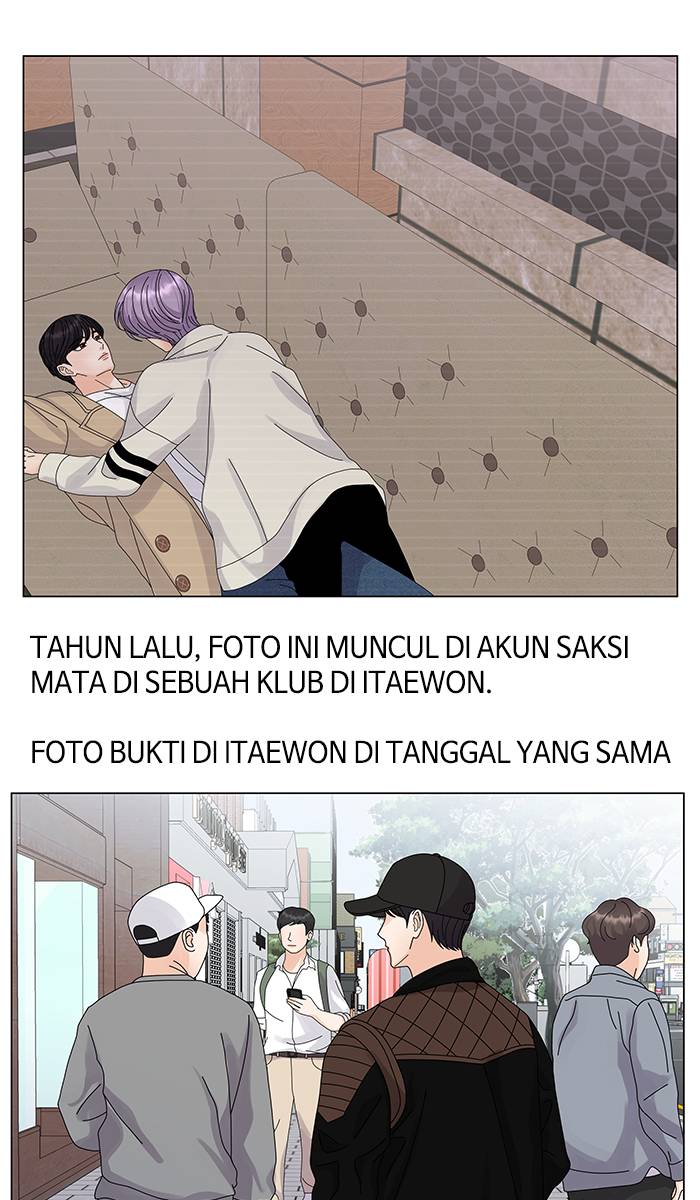 TAHUN LALU, FOTO INI MUNCUL DI AKUN SAKSI
MATA DI SEBUAH KLUB DI ITAEWON.
FOTO BUKTI DI ITAEWON DI TANGGAL YANG SAMA